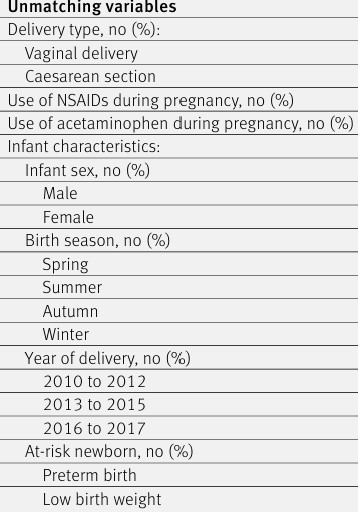 Unmatching variables
Delivery type, no (%):
Vaginal delivery
Caesarean section
Use of NSAIDs during pregnancy, no (%)
Use of acetaminophen during pregnancy, no (%)
Infant characteristics:
Infant sex, no (%)
Male
Female
Birth season, no (%)
Spring
Summer
Autumn
Winter
Year of delivery, no (%)
2010 to 2012
2013 to 2015
2016 to 2017
At-risk newborn, no (%)
Preterm birth
Low birth weight